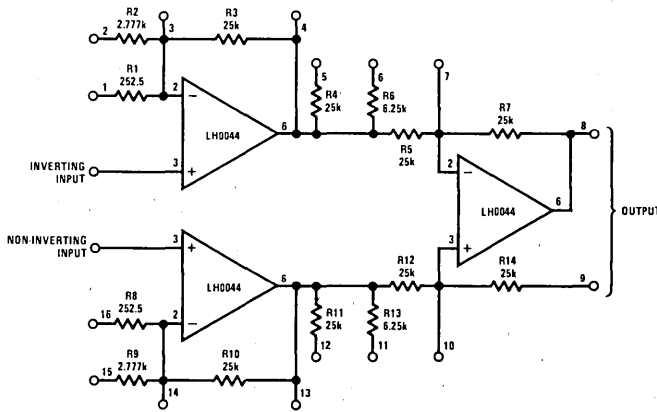 R2
2.777k
2
3
R3
25k
4
R1
252.5
1
2
−
LH0044
6
3
+
INVERTING
INPUT
5
R4
25k
6
R6
6.25k
R5
25k
7
R7
25k
8
2
−
LH0044
6
3
+
OUTPUT
NON-INVERTING
INPUT
3
+
LH0044
6
2
−
R8
252.5
16
R9
2.777k
15
14
R10
25k
13
R11
25k
12
R13
6.25k
11
R12
25k
10
R14
25k
9